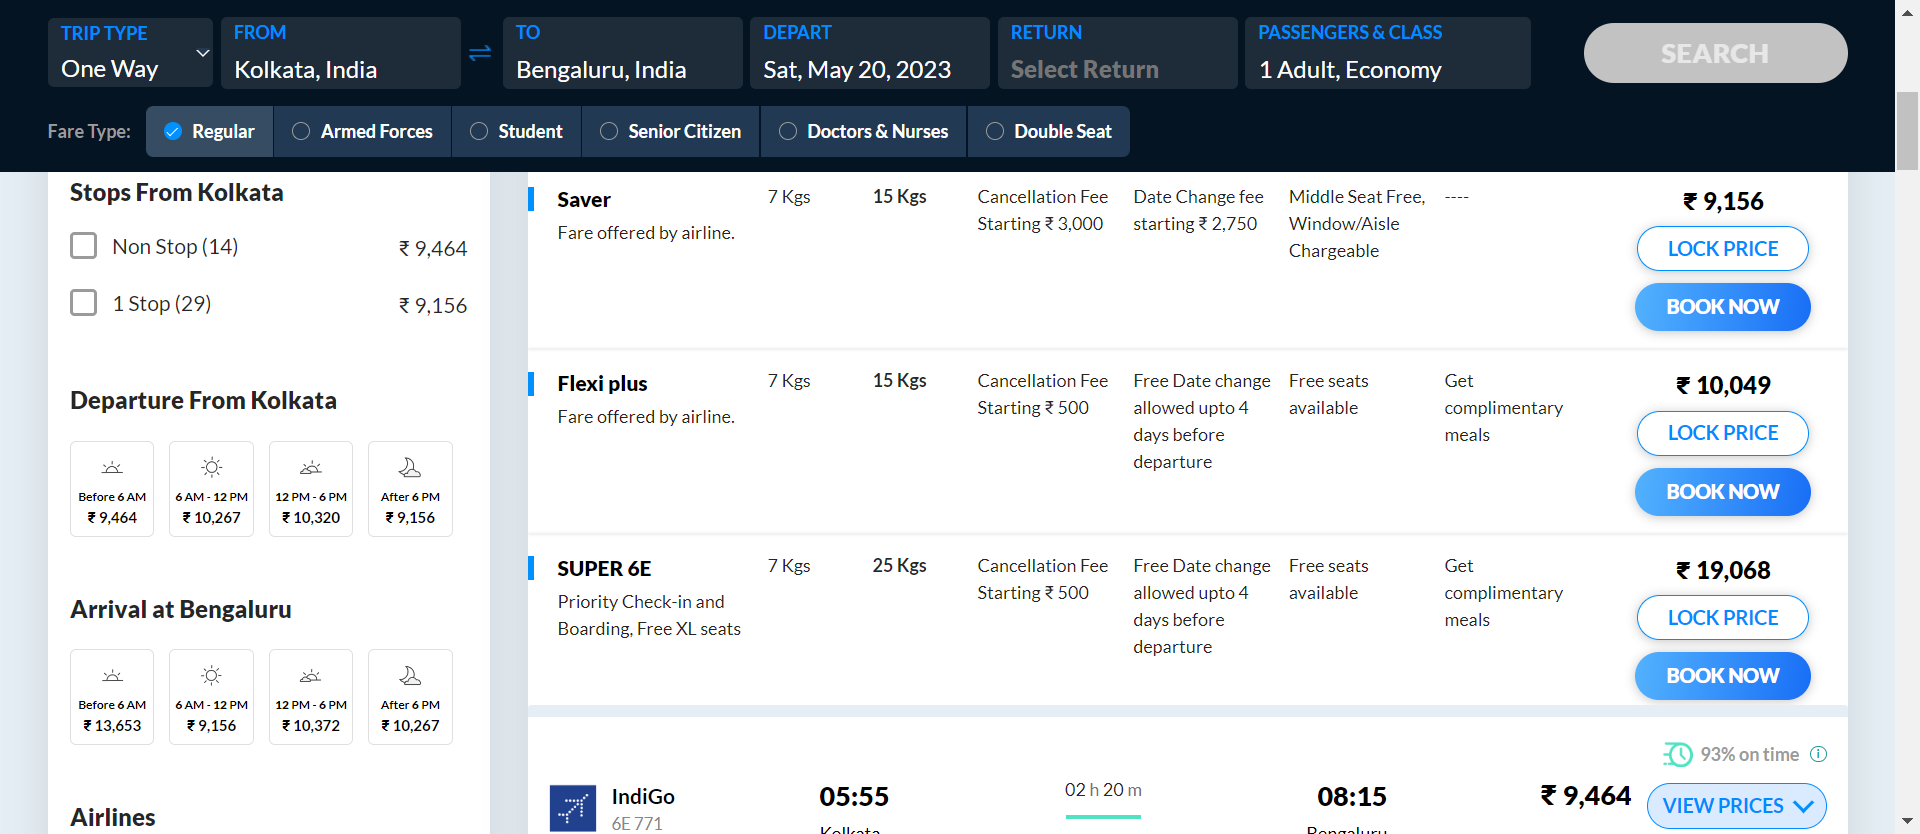 TRIP TYPE
One Way
FROM
Kolkata, India
TO
Bengaluru, India
DEPART
Sat, May 20, 2023
RETURN
Select Return
PASSENGERS & CLASS
1 Adult, Economy
SEARCH
Fare Type:
Regular
Armed Forces
Student
Senior Citizen
Doctors & Nurses
Double Seat
Stops From Kolkata
Non Stop (14)
₹ 9,464
1 Stop (29)
₹ 9,156
Departure From Kolkata
Before 6 AM
₹ 9,464
6 AM - 12 PM
₹ 10,267
12 PM - 6 PM
₹ 10,320
After 6 PM
₹ 9,156
Arrival at Bengaluru
Before 6 AM
₹ 13,653
6 AM - 12 PM
₹ 9,156
12 PM - 6 PM
₹ 10,372
After 6 PM
₹ 10,267
Airlines
Saver
Fare offered by airline.
7 Kgs
15 Kgs
Cancellation Fee
Starting ₹ 3,000
Date Change fee
starting ₹ 2,750
Middle Seat Free,
Window/Aisle
Chargeable
----
₹ 9,156
LOCK PRICE
BOOK NOW
Flexi plus
Fare offered by airline.
7 Kgs
15 Kgs
Cancellation Fee
Starting ₹ 500
Free Date change
allowed upto 4
days before
departure
Free seats
available
Get
complimentary
meals
₹ 10,049
LOCK PRICE
BOOK NOW
SUPER 6E
Priority Check-in and
Boarding, Free XL seats
7 Kgs
25 Kgs
Cancellation Fee
Starting ₹ 500
Free Date change
allowed upto 4
days before
departure
Free seats
available
Get
complimentary
meals
₹ 19,068
LOCK PRICE
BOOK NOW
93% on time
IndiGo
6E 771
05:55
Kolkata
02 h 20 m
08:15
Bengaluru
₹ 9,464
VIEW PRICES